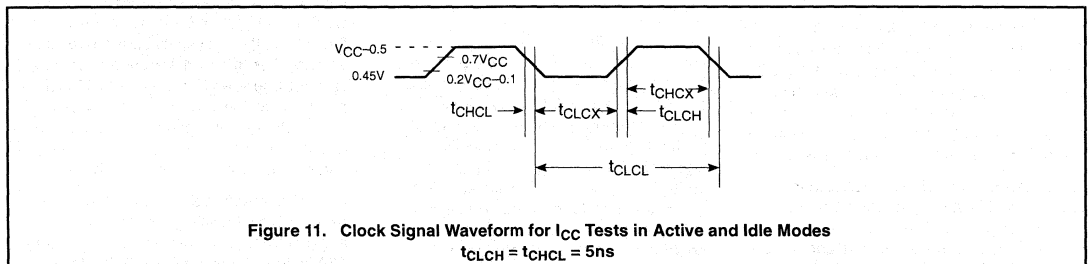 VCC–0.5
0.7VCC
0.45V
0.2VCC–0.1
tCHCX
tCHCL
tCLCX
tCLCH
tCLCL
Figure 11. Clock Signal Waveform for ICC Tests in Active and Idle Modes
tCLCH = tCHCL = 5ns